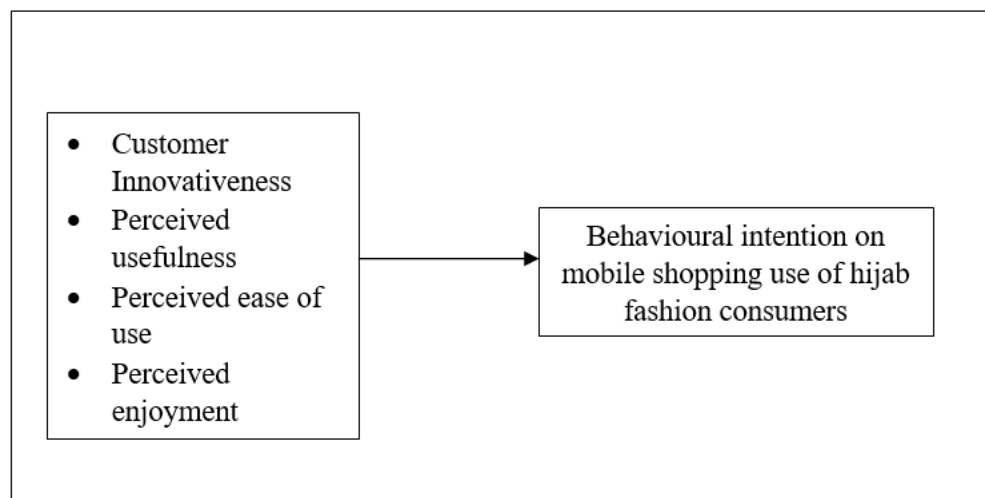 • Customer
Innovativeness
• Perceived
usefulness
• Perceived ease of
use
• Perceived
enjoyment
Behavioural intention on
mobile shopping use of hijab
fashion consumers